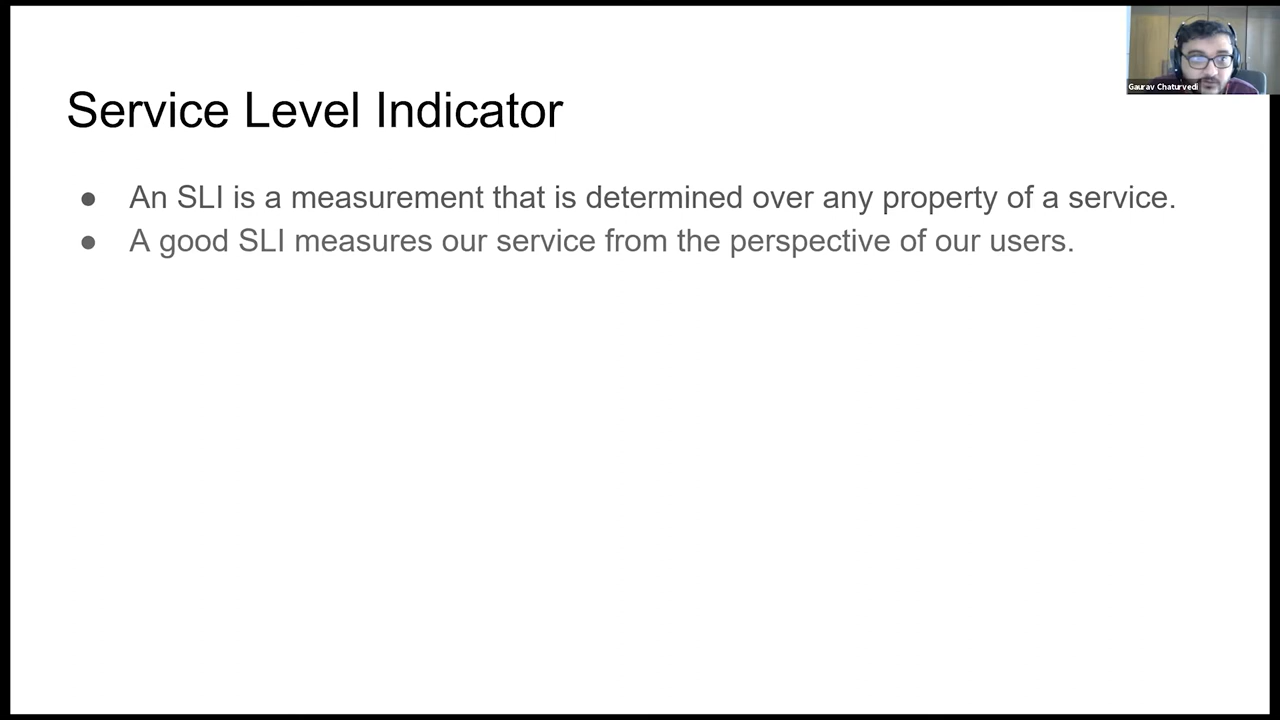 Service Level Indicator
● An SLI is a measurement that is determined over any property of a service.
● A good SLI measures our service from the perspective of our users.
Gaurav Chaturvedi